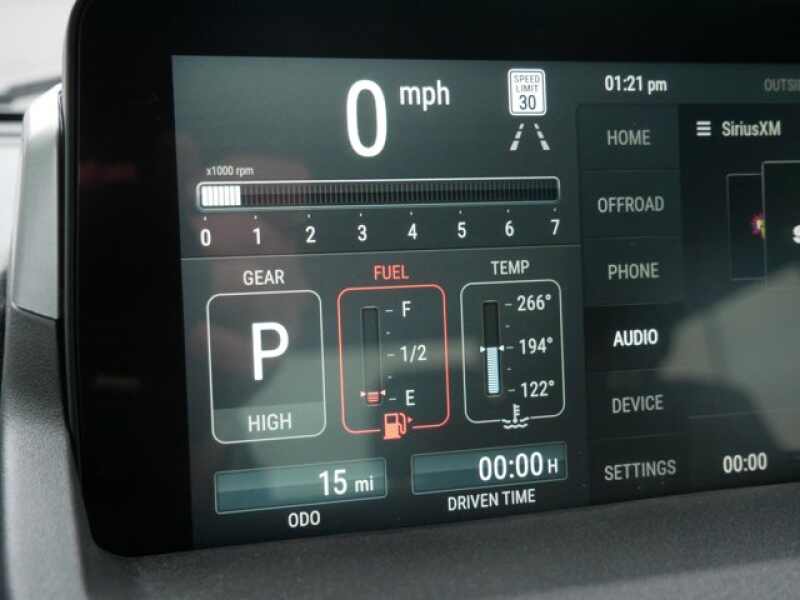 0 mph
SPEED
LIMIT
30
x1000 rpm
0 1 2 3 4 5 6 7
GEAR
P
HIGH
FUEL
F
1/2
E
TEMP
266°
194°
122°
15 mi
ODO
00:00 H
DRIVEN TIME
01:21 pm
HOME
OFFROAD
PHONE
AUDIO
DEVICE
SETTINGS
SiriusXM
00:00